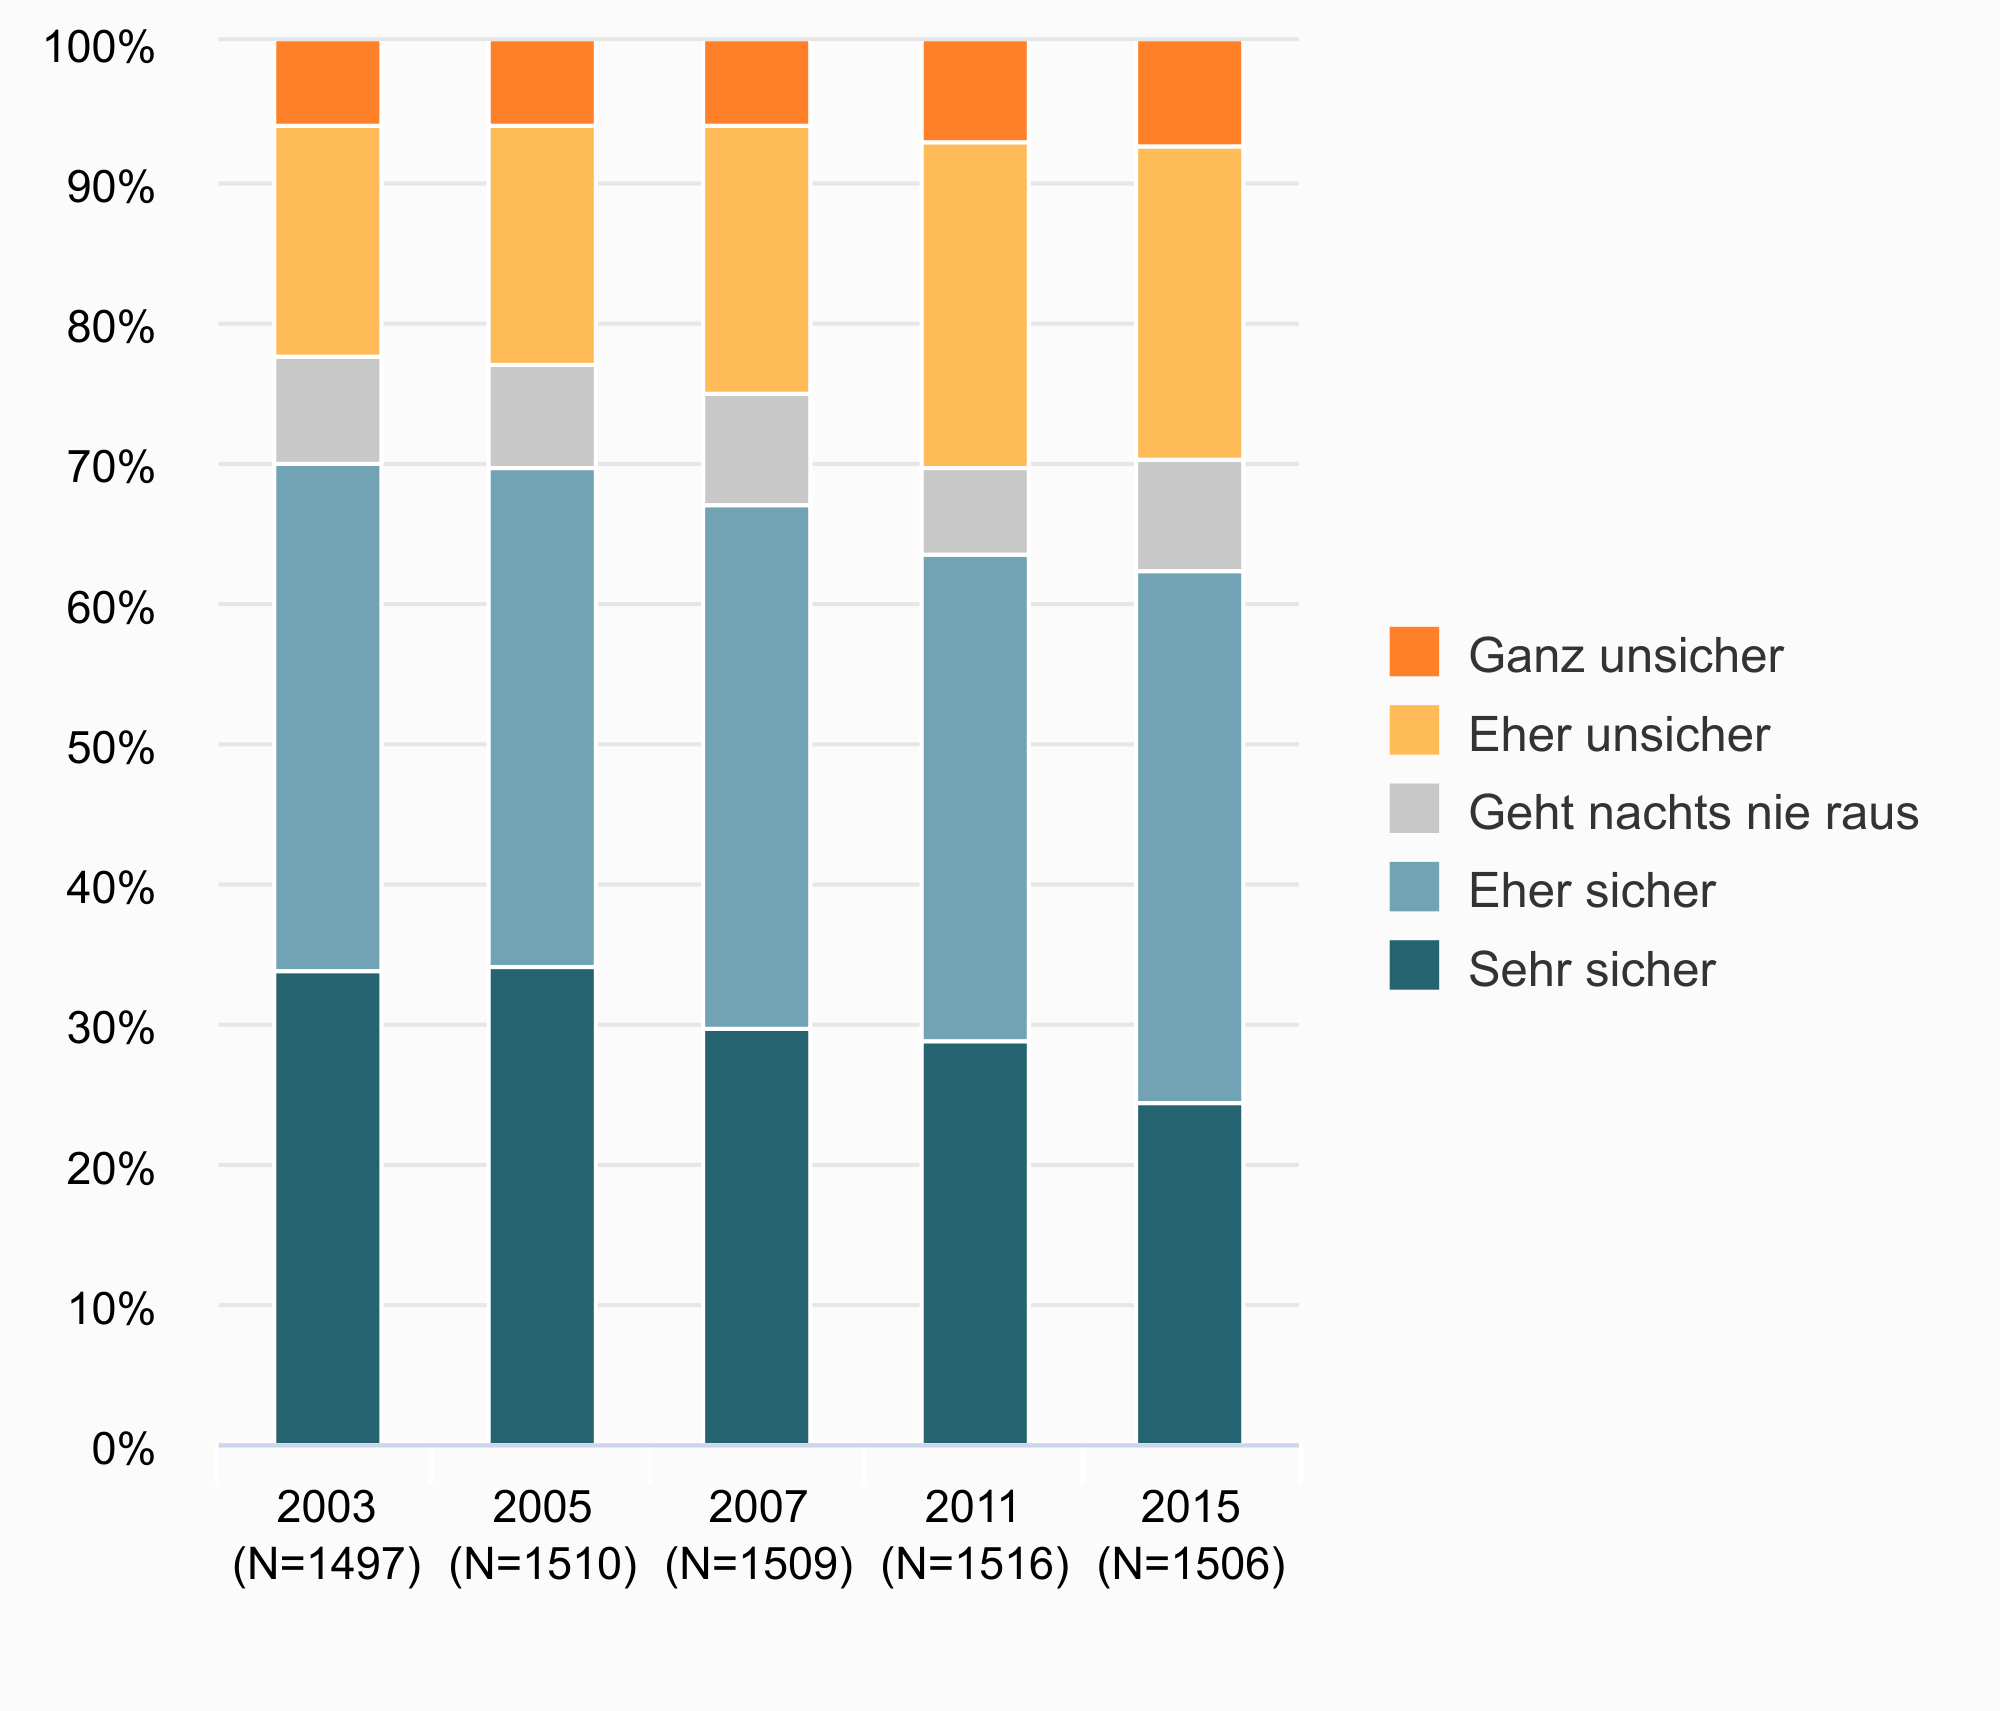 100%
90%
80%
70%
60%
50%
40%
30%
20%
10%
0%
2003
(N=1497)
2005
(N=1510)
2007
(N=1509)
2011
(N=1516)
2015
(N=1506)
Ganz unsicher
Eher unsicher
Geht nachts nie raus
Eher sicher
Sehr sicher